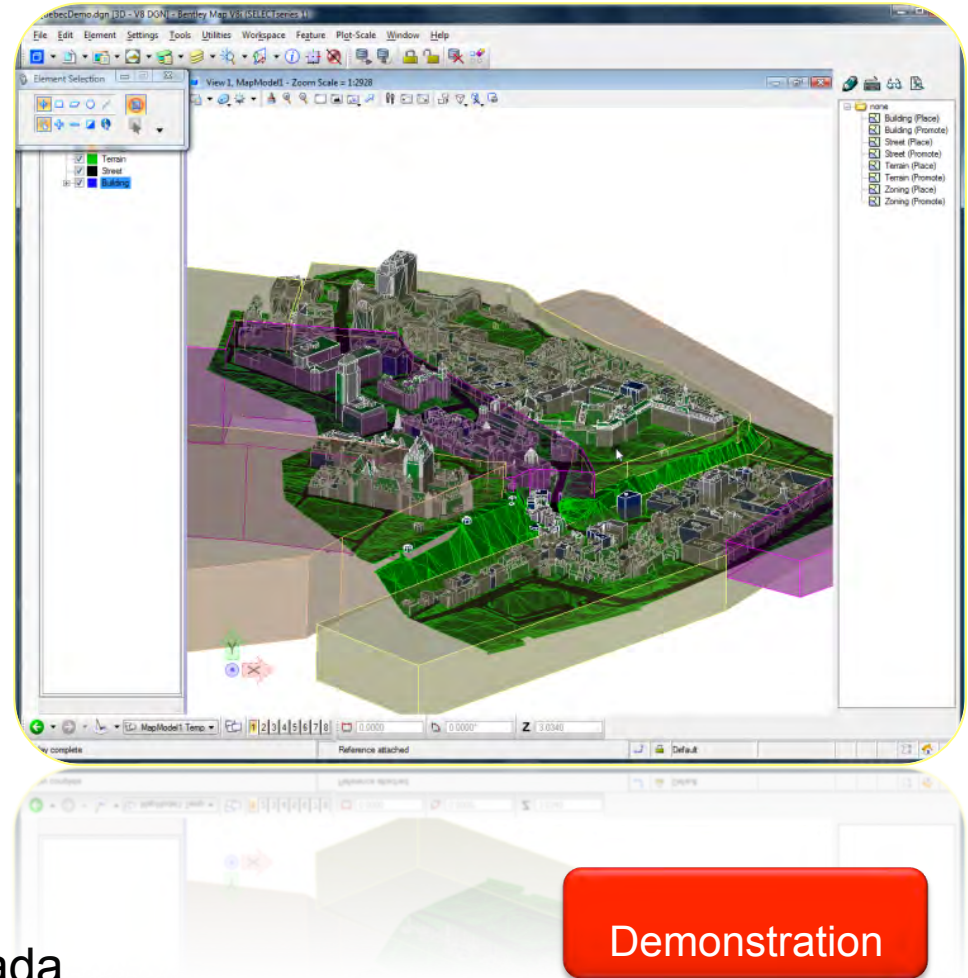 uebecDemo.dgn [3D - V8 DGN] - Bentley Map V8i (SELECTseries 1)
File Edit Element Settings Tools Utilities Workspace Feature Plot-Scale Window Help
Element Selection
View 1, MapModel1 - Zoom Scale = 1:2928
Terrain
Street
Building
none
Building (Place)
Building (Promote)
Street (Place)
Street (Promote)
Terrain (Place)
Terrain (Promote)
Zoning (Place)
Zoning (Promote)
Y
X
MapModel1 Temp 1 2 3 4 5 6 7 8 0.0000 0.0000° Z 3.0349
ay complete Reference attached Default
Demonstration
ada